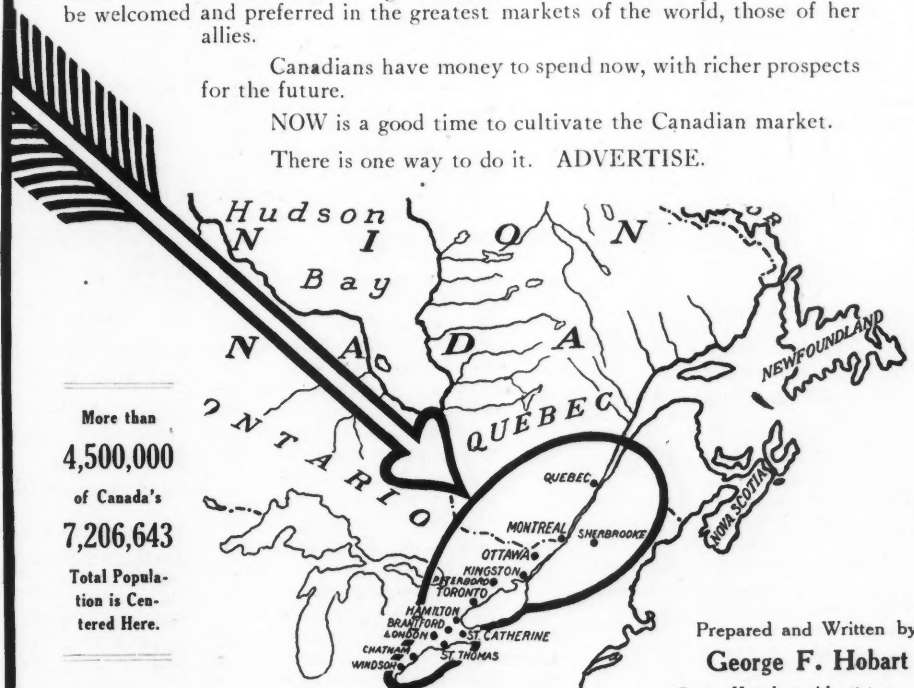 be welcomed and preferred in the greatest markets of the world, those of her
allies.
Canadians have money to spend now, with richer prospects
for the future.
NOW is a good time to cultivate the Canadian market.
There is one way to do it. ADVERTISE.
Hudson
N I O N
Bay
N A D A
ONTARIO
QUEBEC
NEWFOUNDLAND
NOVA SCOTIA
More than
4,500,000
of Canada's
7,206,643
Total Popula-
tion is Cen-
tered Here.
QUEBEC
MONTREAL
SHERBROOKE
OTTAWA
KINGSTON
PETERBORO
TORONTO
HAMILTON
BRANTFORD
LONDON
ST. CATHERINE
CHATHAM
ST THOMAS
WINDSOR
Prepared and Written by
George F. Hobart